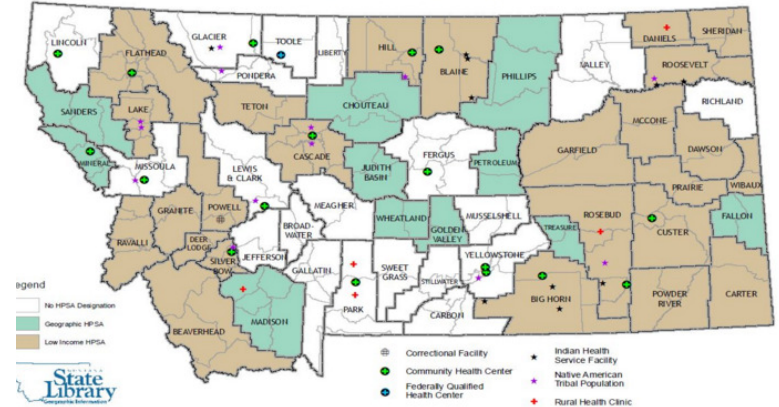 LINCOLN
GLACIER
TOOLE
LIBERTY
HILL
BLAINE
PHILLIPS
VALLEY
DANIELS
SHERIDAN
ROOSEVELT
FLATHEAD
PONDERA
RICHLAND
SANDERS
LAKE
TETON
CHOUTEAU
MCCONE
DAWSON
GARFIELD
MINERAL
MISSOULA
LEWIS
& CLARK
CASCADE
JUDITH
BASIN
FERGUS
PETROLEUM
PRAIRIE
WIBAUX
POWELL
GRANITE
MEAGHER
WHEATLAND
GOLDEN
VALLEY
MUSSELSHELL
ROSEBUD
TREASURE
CUSTER
FALLON
RAVALLI
DEER
LODGE
SILVER
BOW
JEFFERSON
BROAD-
WATER
GALLATIN
PARK
SWEET
GRASS
STILLWATER
YELLOWSTONE
CARBON
BIG HORN
POWDER
RIVER
CARTER
BEAVERHEAD
MADISON
egend
No HPSA Designation
Geographic HPSA
Low Income HPSA
Correctional Facility
Community Health Center
Federally Qualified
Health Center
Indian Health
Service Facility
Native American
Tribal Population
Rural Health Clinic
State
Library
Geographic Information